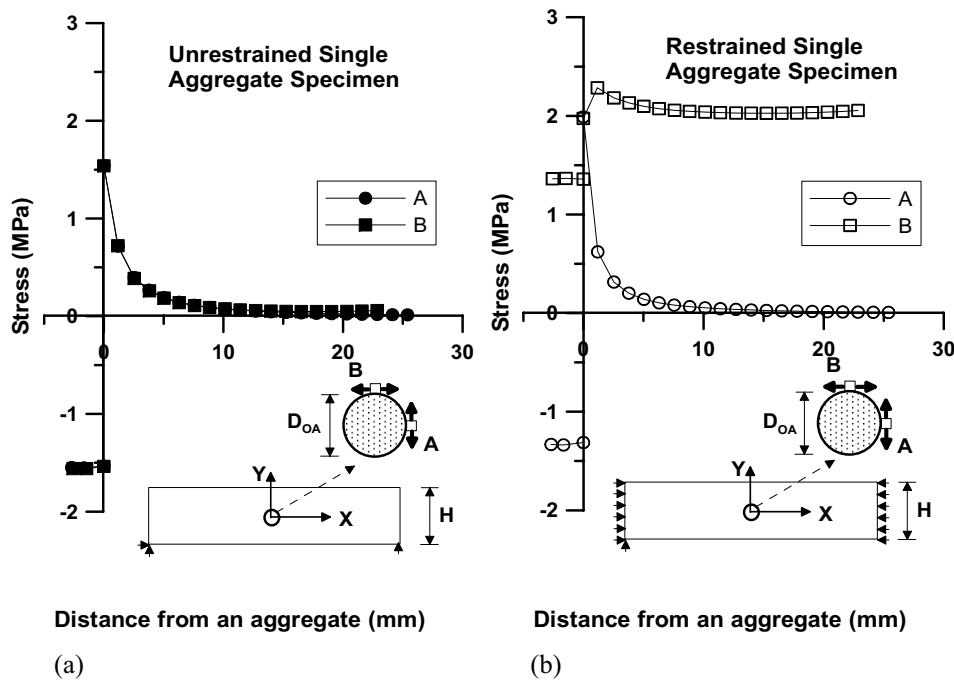 3
Unrestrained Single
Aggregate Specimen
2
A
B
1
Stress (MPa)
0
0
10
20
30
B
D_OA
A
-1
Y
X
H
-2
Distance from an aggregate (mm)
(a)
3
Restrained Single
Aggregate Specimen
2
A
B
1
Stress (MPa)
0
0
10
20
30
B
D_OA
A
-1
Y
X
H
-2
Distance from an aggregate (mm)
(b)